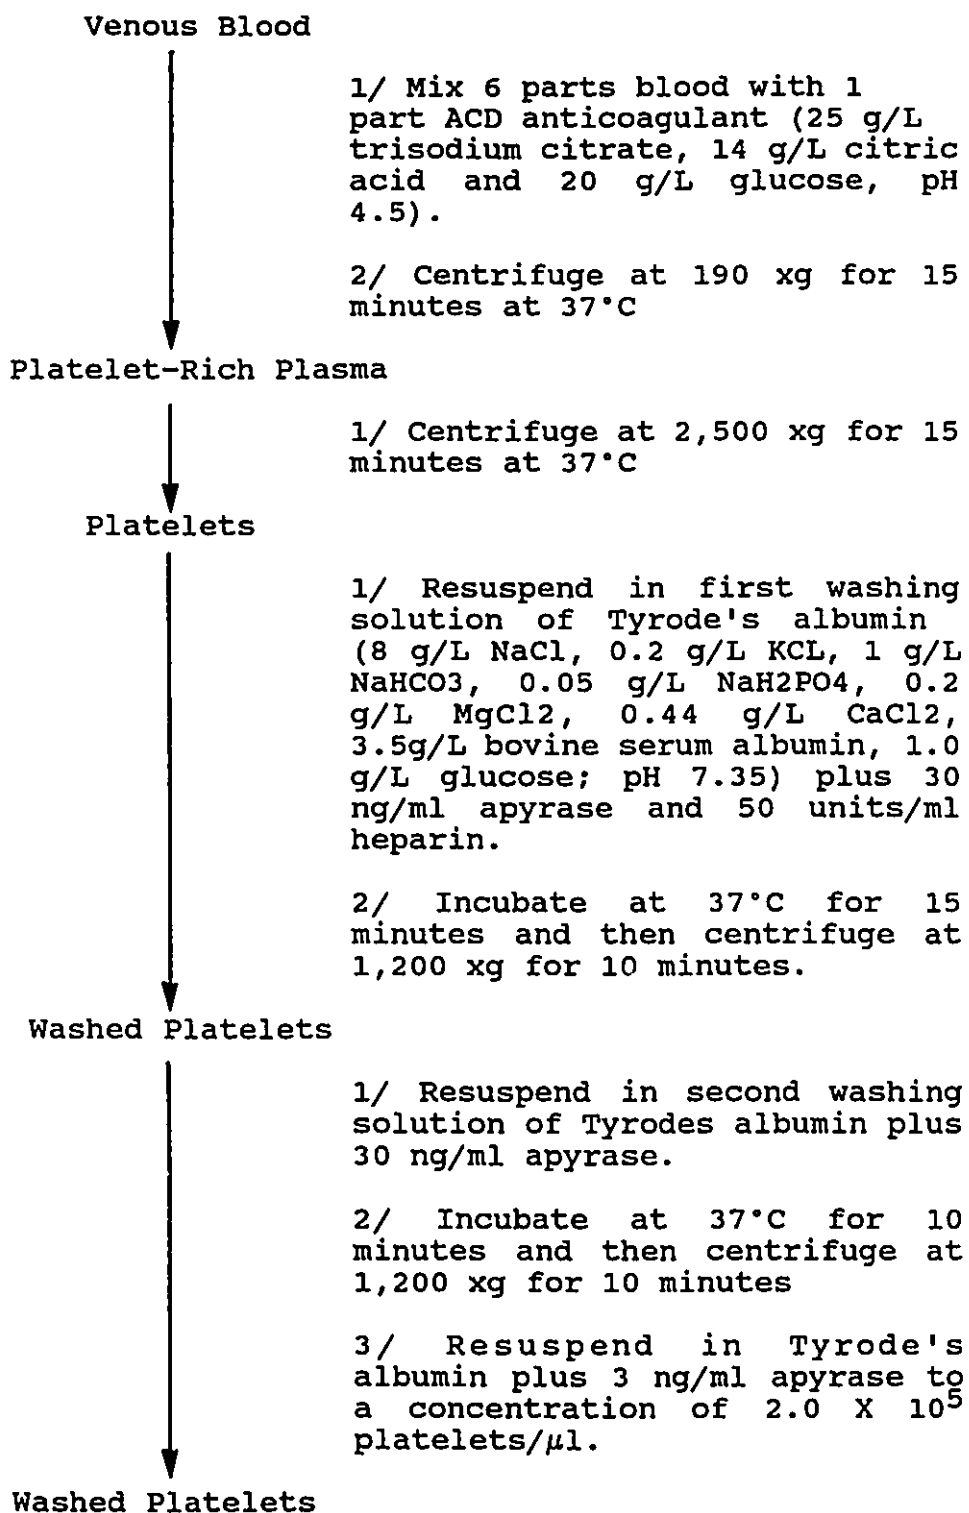 Venous Blood
1/ Mix 6 parts blood with 1
part ACD anticoagulant (25 g/L
trisodium citrate, 14 g/L citric
acid and 20 g/L glucose, pH
4.5).
2/ Centrifuge at 190 xg for 15
minutes at 37°C
Platelet-Rich Plasma
1/ Centrifuge at 2,500 xg for 15
minutes at 37°C
Platelets
1/ Resuspend in first washing
solution of Tyrode's albumin
(8 g/L NaCl, 0.2 g/L KCL, 1 g/L
NaHCO3, 0.05 g/L NaH2PO4, 0.2
g/L MgCl2, 0.44 g/L CaCl2,
3.5g/L bovine serum albumin, 1.0
g/L glucose; pH 7.35) plus 30
ng/ml apyrase and 50 units/ml
heparin.
2/ Incubate at 37°C for 15
minutes and then centrifuge at
1,200 xg for 10 minutes.
Washed Platelets
1/ Resuspend in second washing
solution of Tyrodes albumin plus
30 ng/ml apyrase.
2/ Incubate at 37°C for 10
minutes and then centrifuge at
1,200 xg for 10 minutes
3/ Resuspend in Tyrode's
albumin plus 3 ng/ml apyrase to
a concentration of 2.0 X 10⁵
platelets/μl.
Washed Platelets